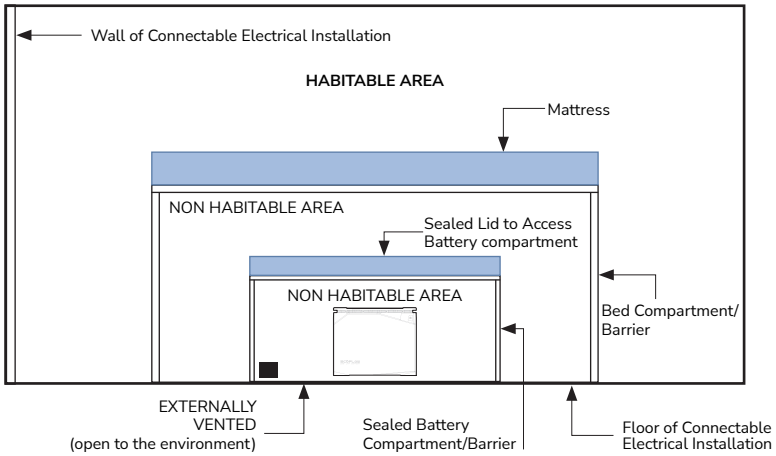 Wall of Connectable Electrical Installation
HABITABLE AREA
Mattress
NON HABITABLE AREA
Sealed Lid to Access
Battery compartment
NON HABITABLE AREA
Bed Compartment/
Barrier
EXTERNALLY
VENTED
(open to the environment)
Sealed Battery
Compartment/Barrier
Floor of Connectable
Electrical Installation